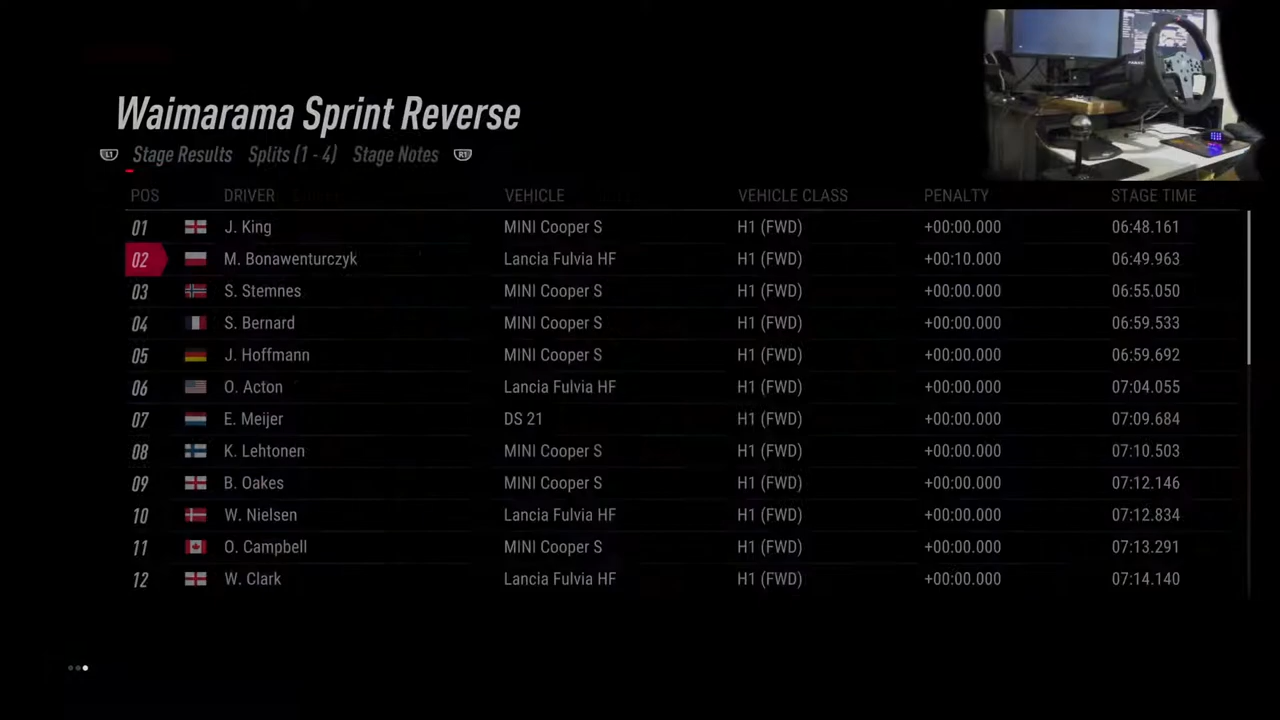 Waimarama Sprint Reverse
L1 Stage Results Splits (1 - 4) Stage Notes R1
POS DRIVER VEHICLE VEHICLE CLASS PENALTY STAGE TIME
01 J. King MINI Cooper S H1 (FWD) +00:00.000 06:48.161
02 M. Bonawenturczyk Lancia Fulvia HF H1 (FWD) +00:10.000 06:49.963
03 S. Stemnes MINI Cooper S H1 (FWD) +00:00.000 06:55.050
04 S. Bernard MINI Cooper S H1 (FWD) +00:00.000 06:59.533
05 J. Hoffmann MINI Cooper S H1 (FWD) +00:00.000 06:59.692
06 O. Acton Lancia Fulvia HF H1 (FWD) +00:00.000 07:04.055
07 E. Meijer DS 21 H1 (FWD) +00:00.000 07:09.684
08 K. Lehtonen MINI Cooper S H1 (FWD) +00:00.000 07:10.503
09 B. Oakes MINI Cooper S H1 (FWD) +00:00.000 07:12.146
10 W. Nielsen Lancia Fulvia HF H1 (FWD) +00:00.000 07:12.834
11 O. Campbell MINI Cooper S H1 (FWD) +00:00.000 07:13.291
12 W. Clark Lancia Fulvia HF H1 (FWD) +00:00.000 07:14.140